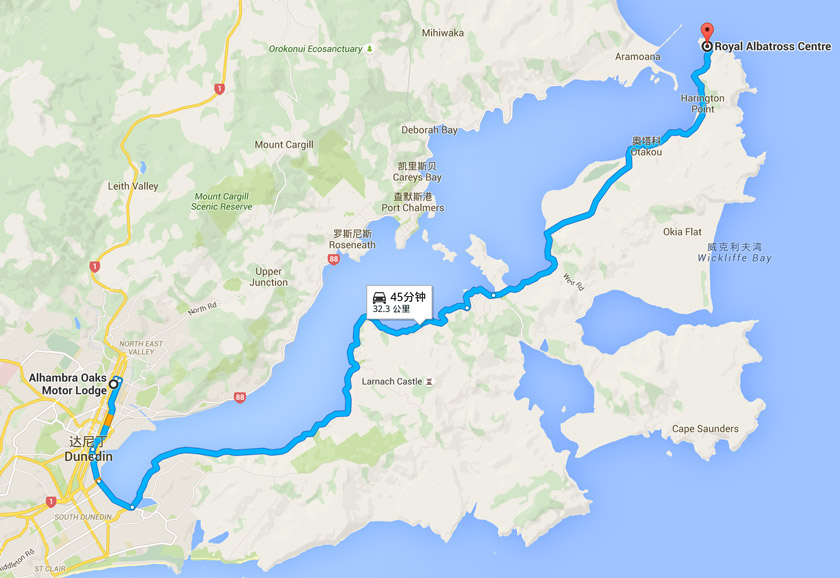 Mihiwaka
Orokonui Ecosanctuary
Royal Albatross Centre
Aramoana
1
Harington
Point
Deborah Bay
Mount Cargill
奥塔科
Otakou
凯里斯贝
Careys Bay
Leith Valley
Mount Cargill
Scenic Reserve
查默斯港
Port Chalmers
罗斯尼斯
Roseneath
Okia Flat
威克利夫湾
Wickliffe Bay
88
1
Upper
Junction
Weir Rd
45分钟
32.3 公里
North Rd
NORTH EAST
VALLEY
Alhambra Oaks
Motor Lodge
Larnach Castle
88
Cape Saunders
达尼丁
Dunedin
1
SOUTH DUNEDIN
Middleton Rd
ST CLAIR